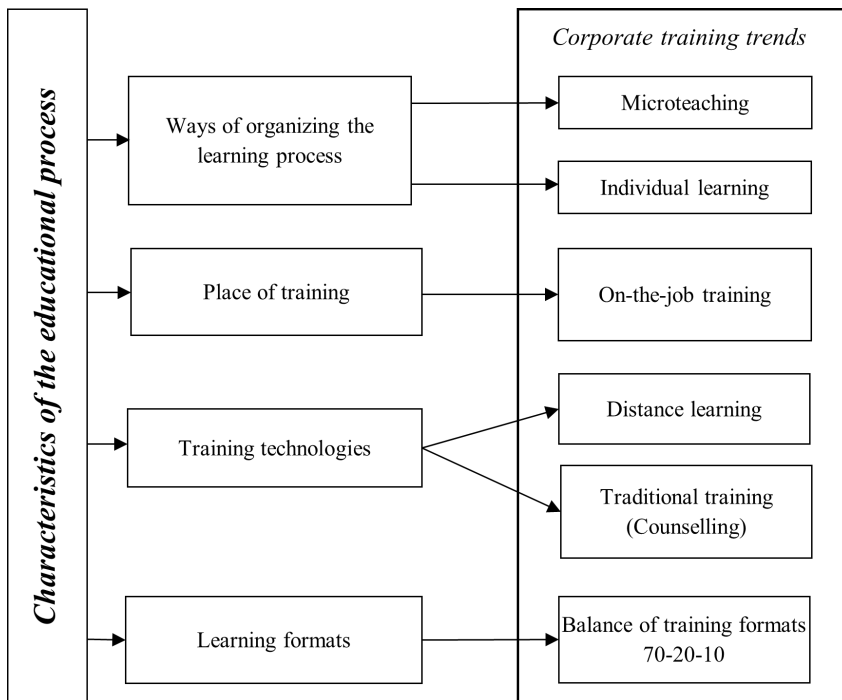 Characteristics of the educational process
Corporate training trends
Ways of organizing the
learning process
Microteaching
Individual learning
Place of training
On-the-job training
Training technologies
Distance learning
Traditional training
(Counselling)
Learning formats
Balance of training formats
70-20-10